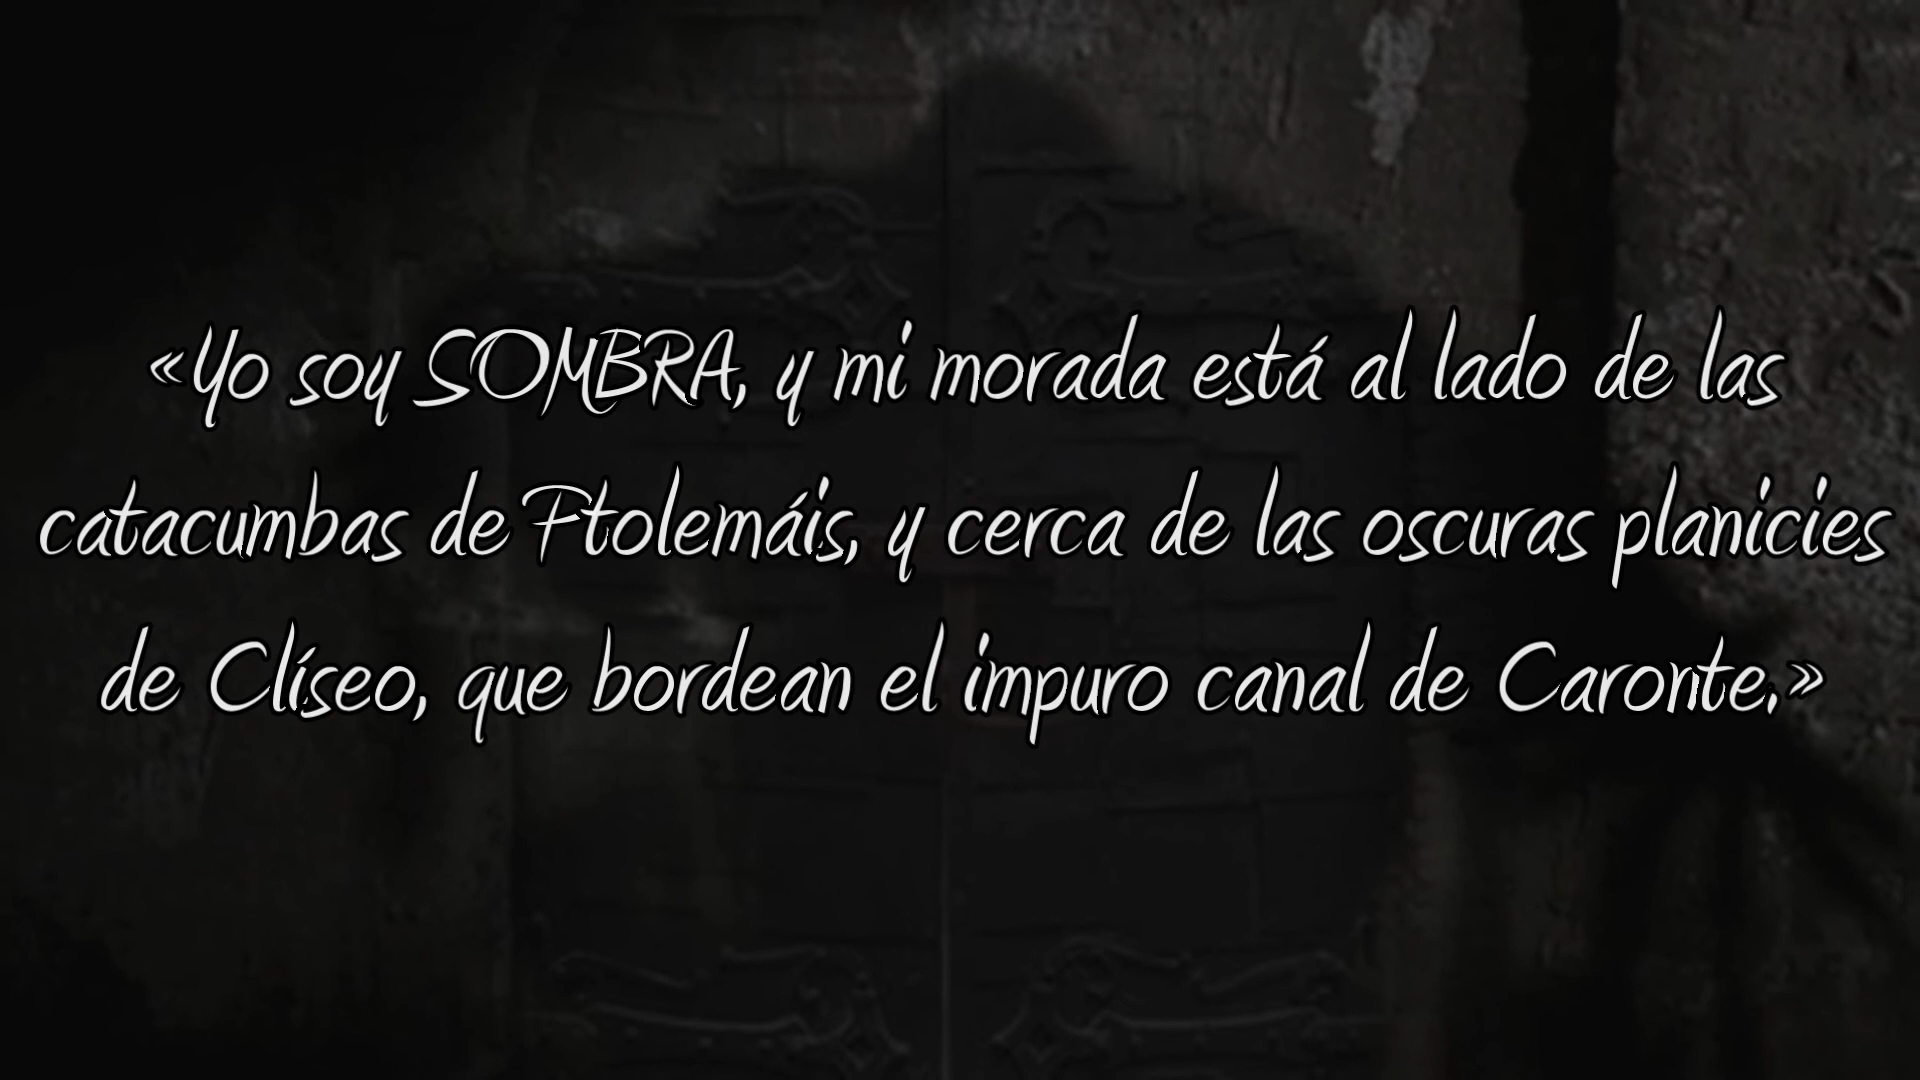 «Yo soy SOMBRA, y mi morada está al lado de las
catacumbas de Ptolemáis, y cerca de las oscuras planicies
de Clíseo, que bordean el impuro canal de Caronte.»